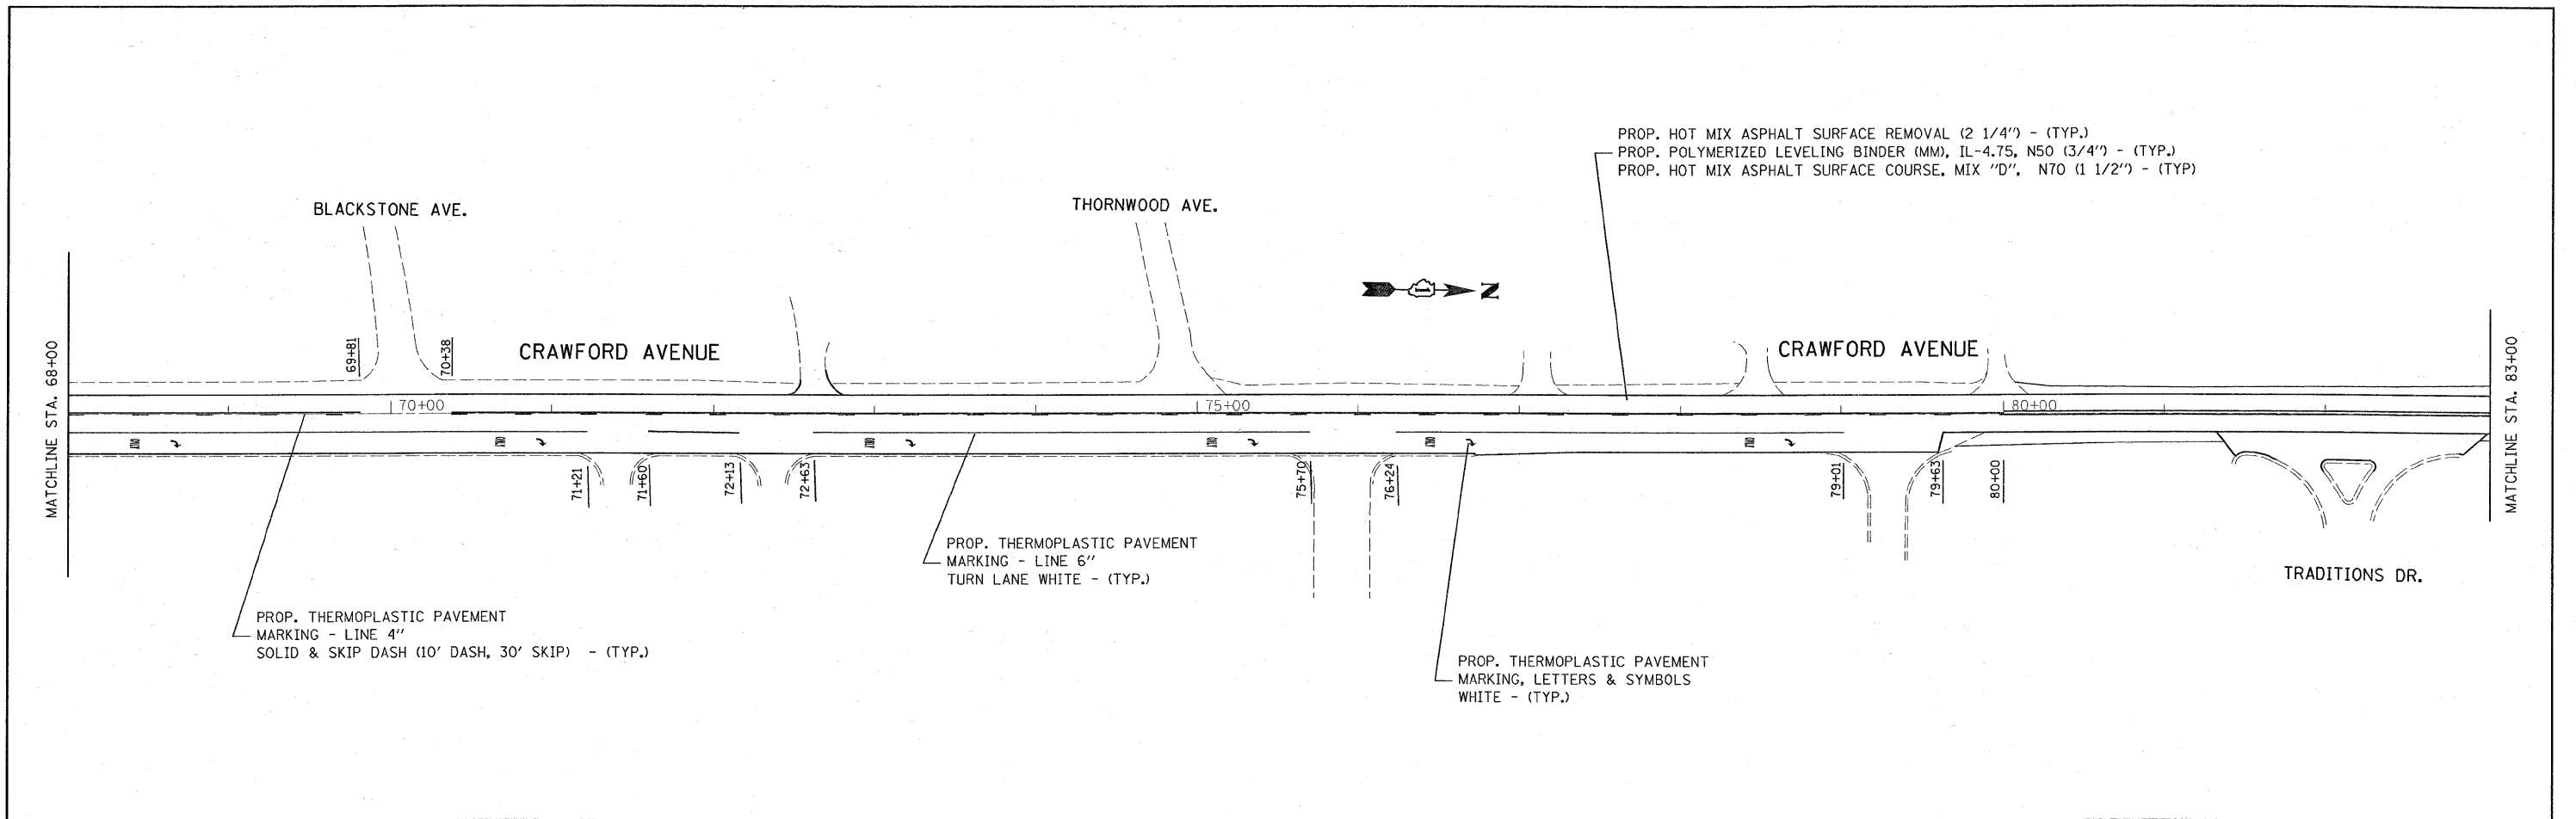 PROP. HOT MIX ASPHALT SURFACE REMOVAL (2 1/4") - (TYP.)
PROP. POLYMERIZED LEVELING BINDER (MM), IL-4.75, N50 (3/4") - (TYP.)
PROP. HOT MIX ASPHALT SURFACE COURSE, MIX "D", N70 (1 1/2") - (TYP)
BLACKSTONE AVE.
THORNWOOD AVE.
N
MATCHLINE STA. 68+00
69+81
70+38
CRAWFORD AVENUE
CRAWFORD AVENUE
MATCHLINE STA. 83+00
70+00
75+00
80+00
71+21
71+60
72+13
72+63
75+70
76+24
79+01
79+63
80+00
PROP. THERMOPLASTIC PAVEMENT
MARKING - LINE 6"
TURN LANE WHITE - (TYP.)
TRADITIONS DR.
PROP. THERMOPLASTIC PAVEMENT
MARKING - LINE 4"
SOLID & SKIP DASH (10' DASH, 30' SKIP) - (TYP.)
PROP. THERMOPLASTIC PAVEMENT
MARKING, LETTERS & SYMBOLS
WHITE - (TYP.)